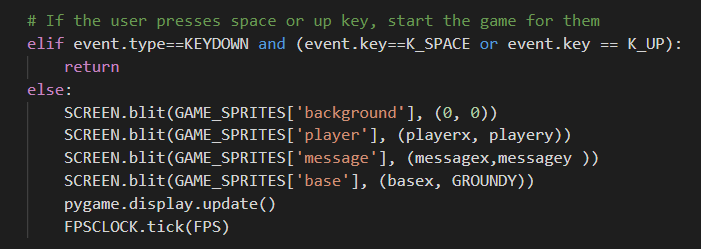 # If the user presses space or up key, start the game for them
elif event.type==KEYDOWN and (event.key==K_SPACE or event.key == K_UP):
return
else:
SCREEN.blit(GAME_SPRITES['background'], (0, 0))
SCREEN.blit(GAME_SPRITES['player'], (playerx, playery))
SCREEN.blit(GAME_SPRITES['message'], (messagex,messagey ))
SCREEN.blit(GAME_SPRITES['base'], (basex, GROUNDY))
pygame.display.update()
FPSCLOCK.tick(FPS)